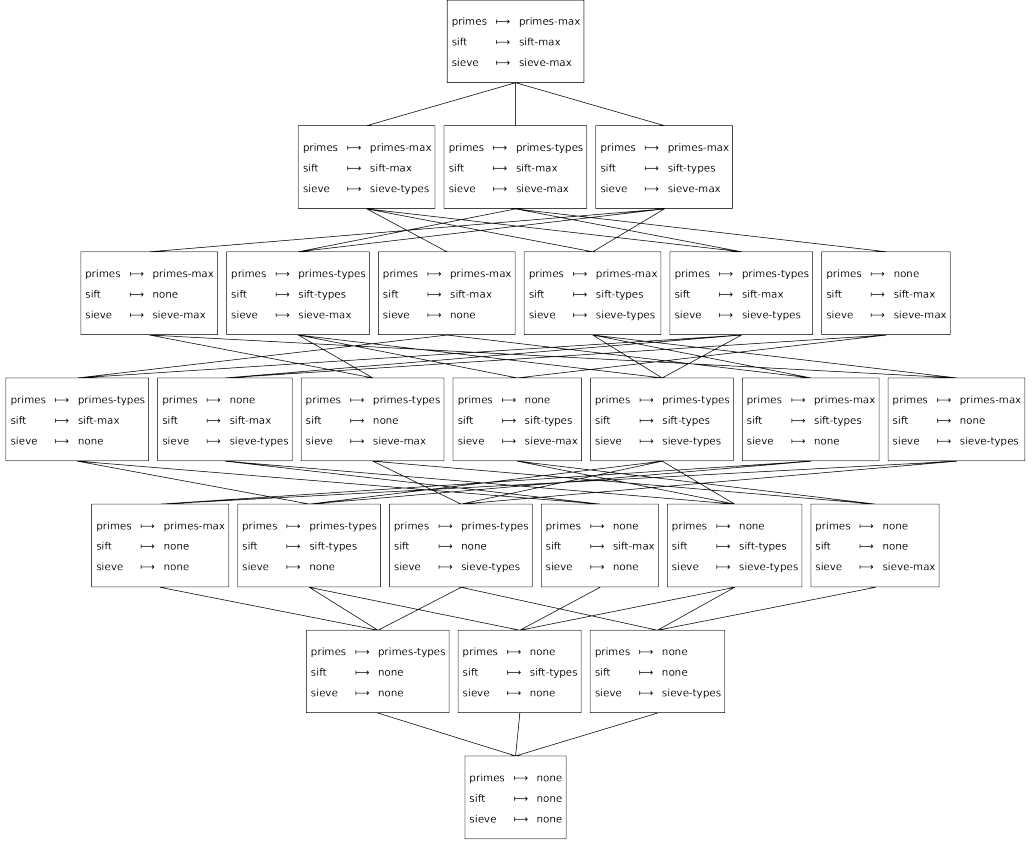 primes ↦ primes-max
sift ↦ sift-max
sieve ↦ sieve-max
primes ↦ primes-max
sift ↦ sift-max
sieve ↦ sieve-types
primes ↦ primes-types
sift ↦ sift-max
sieve ↦ sieve-max
primes ↦ primes-max
sift ↦ sift-types
sieve ↦ sieve-max
primes ↦ primes-max
sift ↦ none
sieve ↦ sieve-max
primes ↦ primes-types
sift ↦ sift-types
sieve ↦ sieve-max
primes ↦ primes-max
sift ↦ sift-max
sieve ↦ none
primes ↦ primes-max
sift ↦ sift-types
sieve ↦ sieve-types
primes ↦ primes-types
sift ↦ sift-max
sieve ↦ sieve-types
primes ↦ none
sift ↦ sift-max
sieve ↦ sieve-max
primes ↦ primes-types
sift ↦ sift-max
sieve ↦ none
primes ↦ none
sift ↦ sift-max
sieve ↦ sieve-types
primes ↦ primes-types
sift ↦ none
sieve ↦ sieve-max
primes ↦ none
sift ↦ sift-types
sieve ↦ sieve-max
primes ↦ primes-types
sift ↦ sift-types
sieve ↦ sieve-types
primes ↦ primes-max
sift ↦ sift-types
sieve ↦ none
primes ↦ primes-max
sift ↦ none
sieve ↦ sieve-types
primes ↦ primes-max
sift ↦ none
sieve ↦ none
primes ↦ primes-types
sift ↦ sift-types
sieve ↦ none
primes ↦ primes-types
sift ↦ none
sieve ↦ sieve-types
primes ↦ none
sift ↦ sift-max
sieve ↦ none
primes ↦ none
sift ↦ sift-types
sieve ↦ sieve-types
primes ↦ none
sift ↦ none
sieve ↦ sieve-max
primes ↦ primes-types
sift ↦ none
sieve ↦ none
primes ↦ none
sift ↦ sift-types
sieve ↦ none
primes ↦ none
sift ↦ none
sieve ↦ sieve-types
primes ↦ none
sift ↦ none
sieve ↦ none